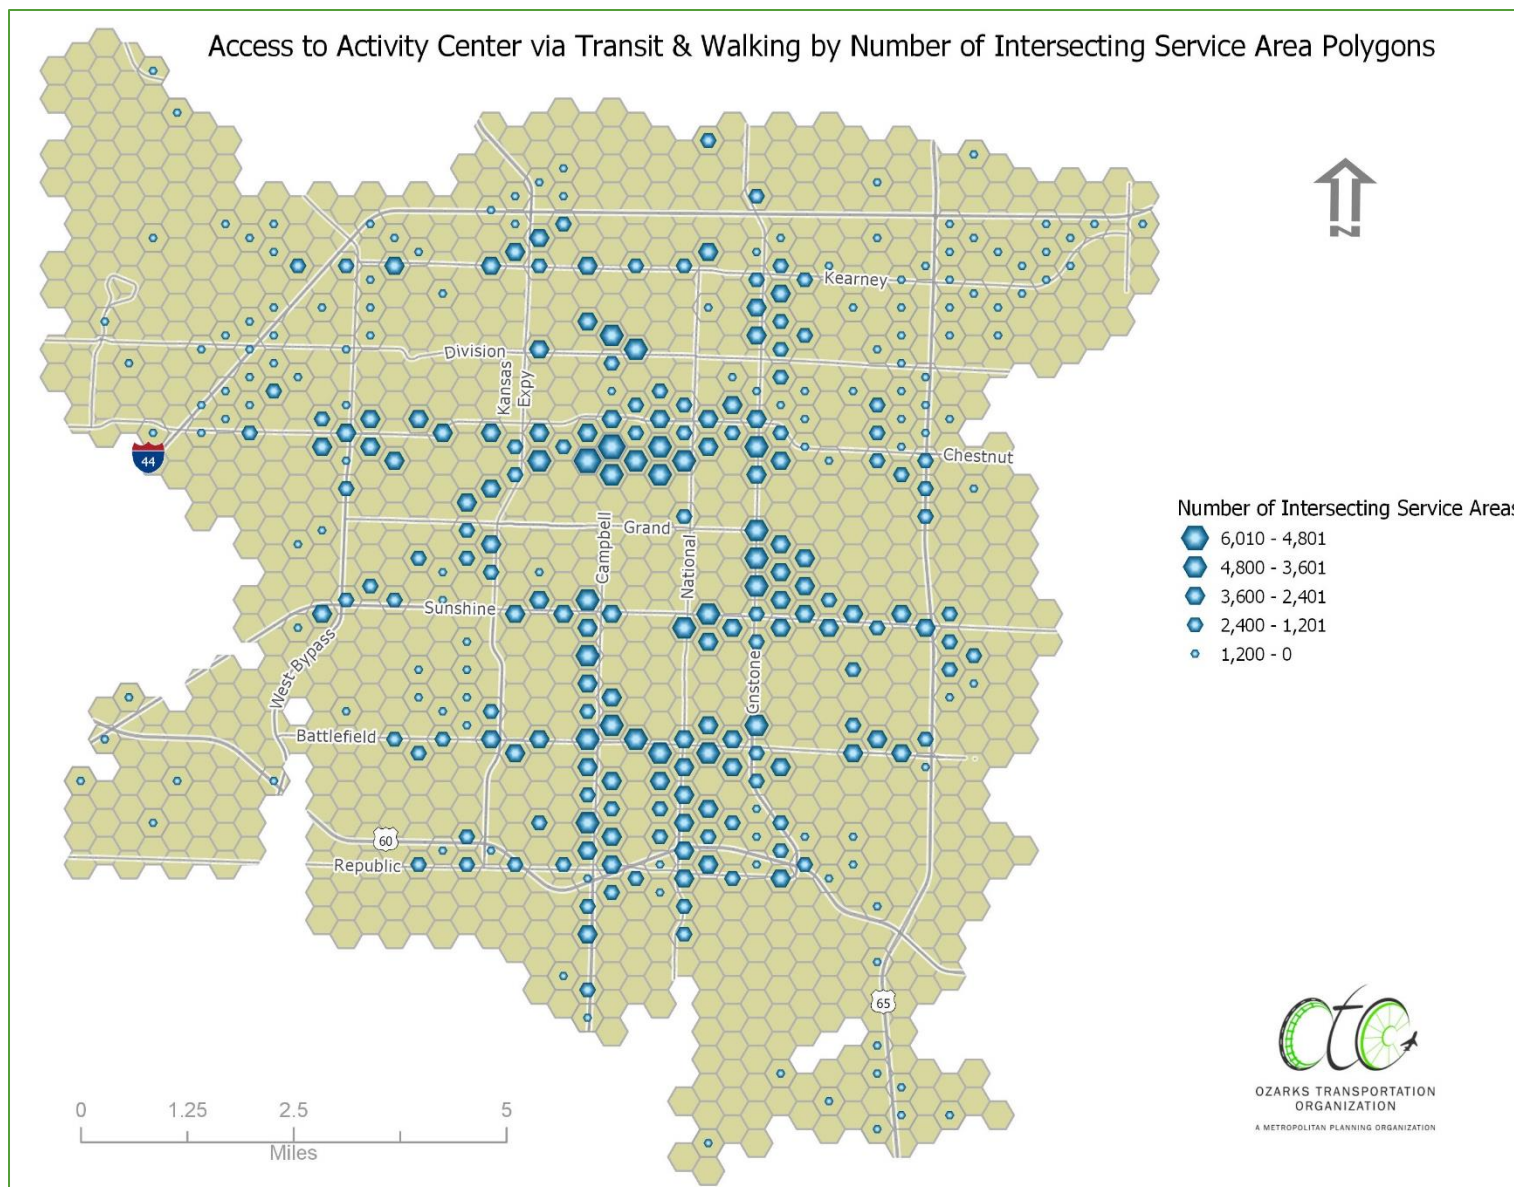 Access to Activity Center via Transit & Walking by Number of Intersecting Service Area Polygons
N
Kearney
Division
Kansas
Expy
44
Chestnut
Number of Intersecting Service Areas
6,010 - 4,801
4,800 - 3,601
3,600 - 2,401
2,400 - 1,201
1,200 - 0
Grand
Campbell
National
Sunshine
West-Bypass
enstone
Battlefield
60
Republic
65
0 1.25 2.5 5
Miles
oto
OZARKS TRANSPORTATION
ORGANIZATION
A METROPOLITAN PLANNING ORGANIZATION